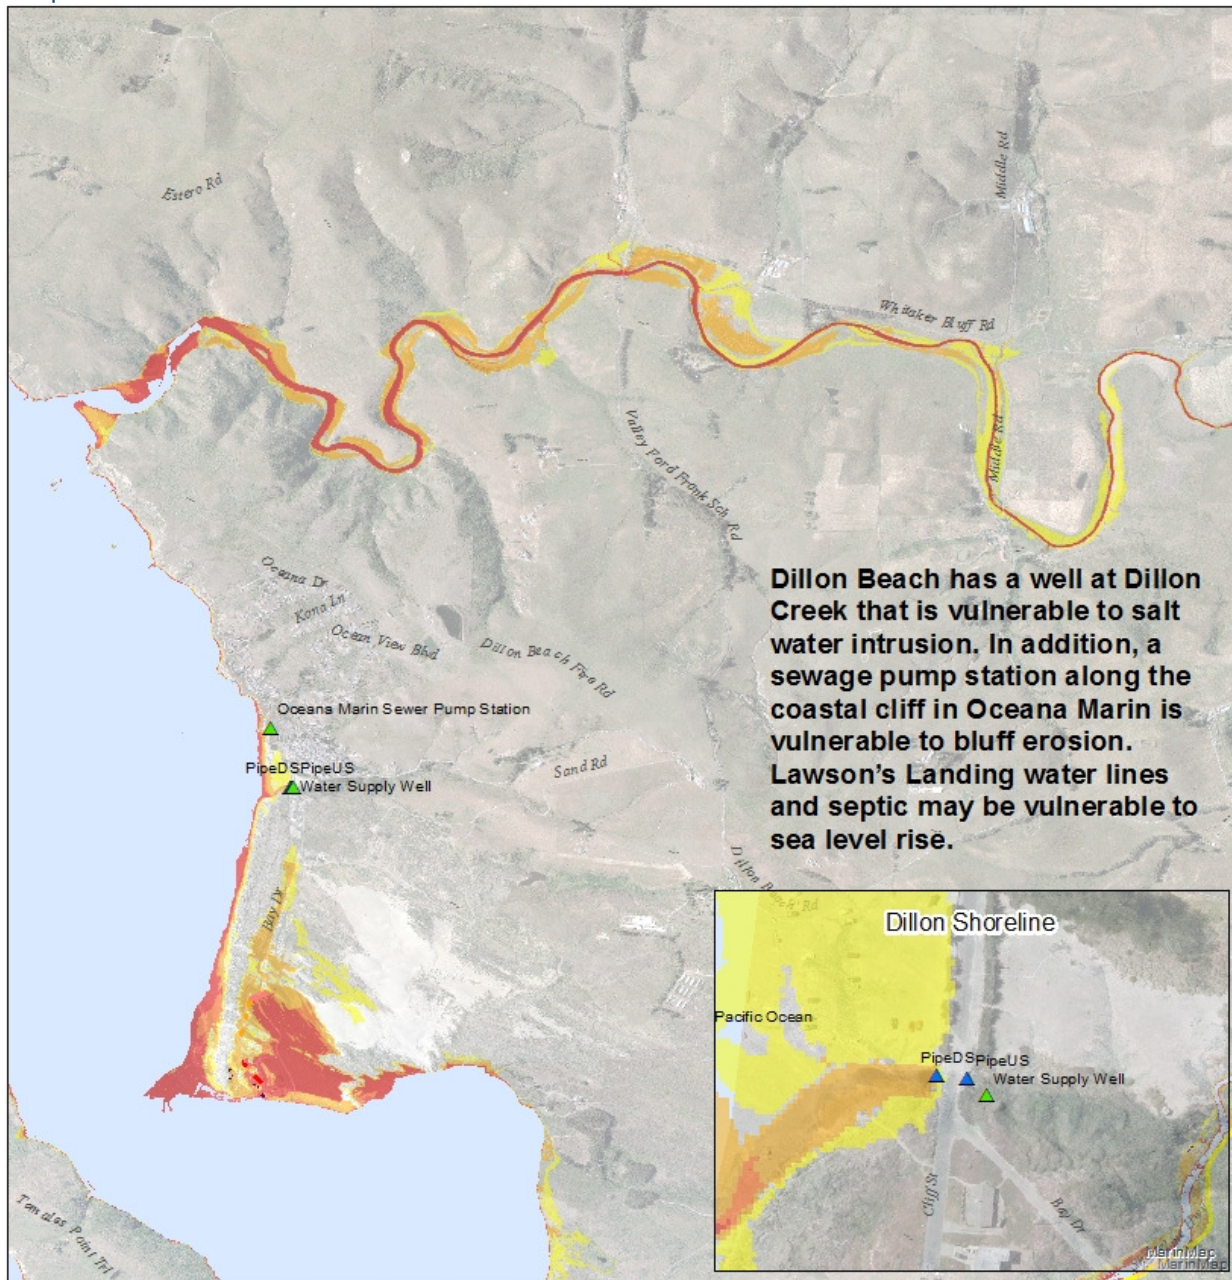 Estero Rd
Middle Rd
Whitaker Bluff Rd
Middle Rd
Valley Ford Frank Sch Rd
Oceana Dr
Kona Ln
Ocean View Blvd
Dillon Beach Fire Rd
Dillon Beach has a well at Dillon
Creek that is vulnerable to salt
water intrusion. In addition, a
sewage pump station along the
coastal cliff in Oceana Marin is
vulnerable to bluff erosion.
Lawson's Landing water lines
and septic may be vulnerable to
sea level rise.
Oceana Marin Sewer Pump Station
PipeDSPipeUS
Water Supply Well
Sand Rd
Dillon Beach Rd
Bay Dr
Tomales Point Trl
Dillon Shoreline
Pacific Ocean
PipeDS PipeUS
Water Supply Well
Cliff St
Bay Dr
MarinMap
MarinMap